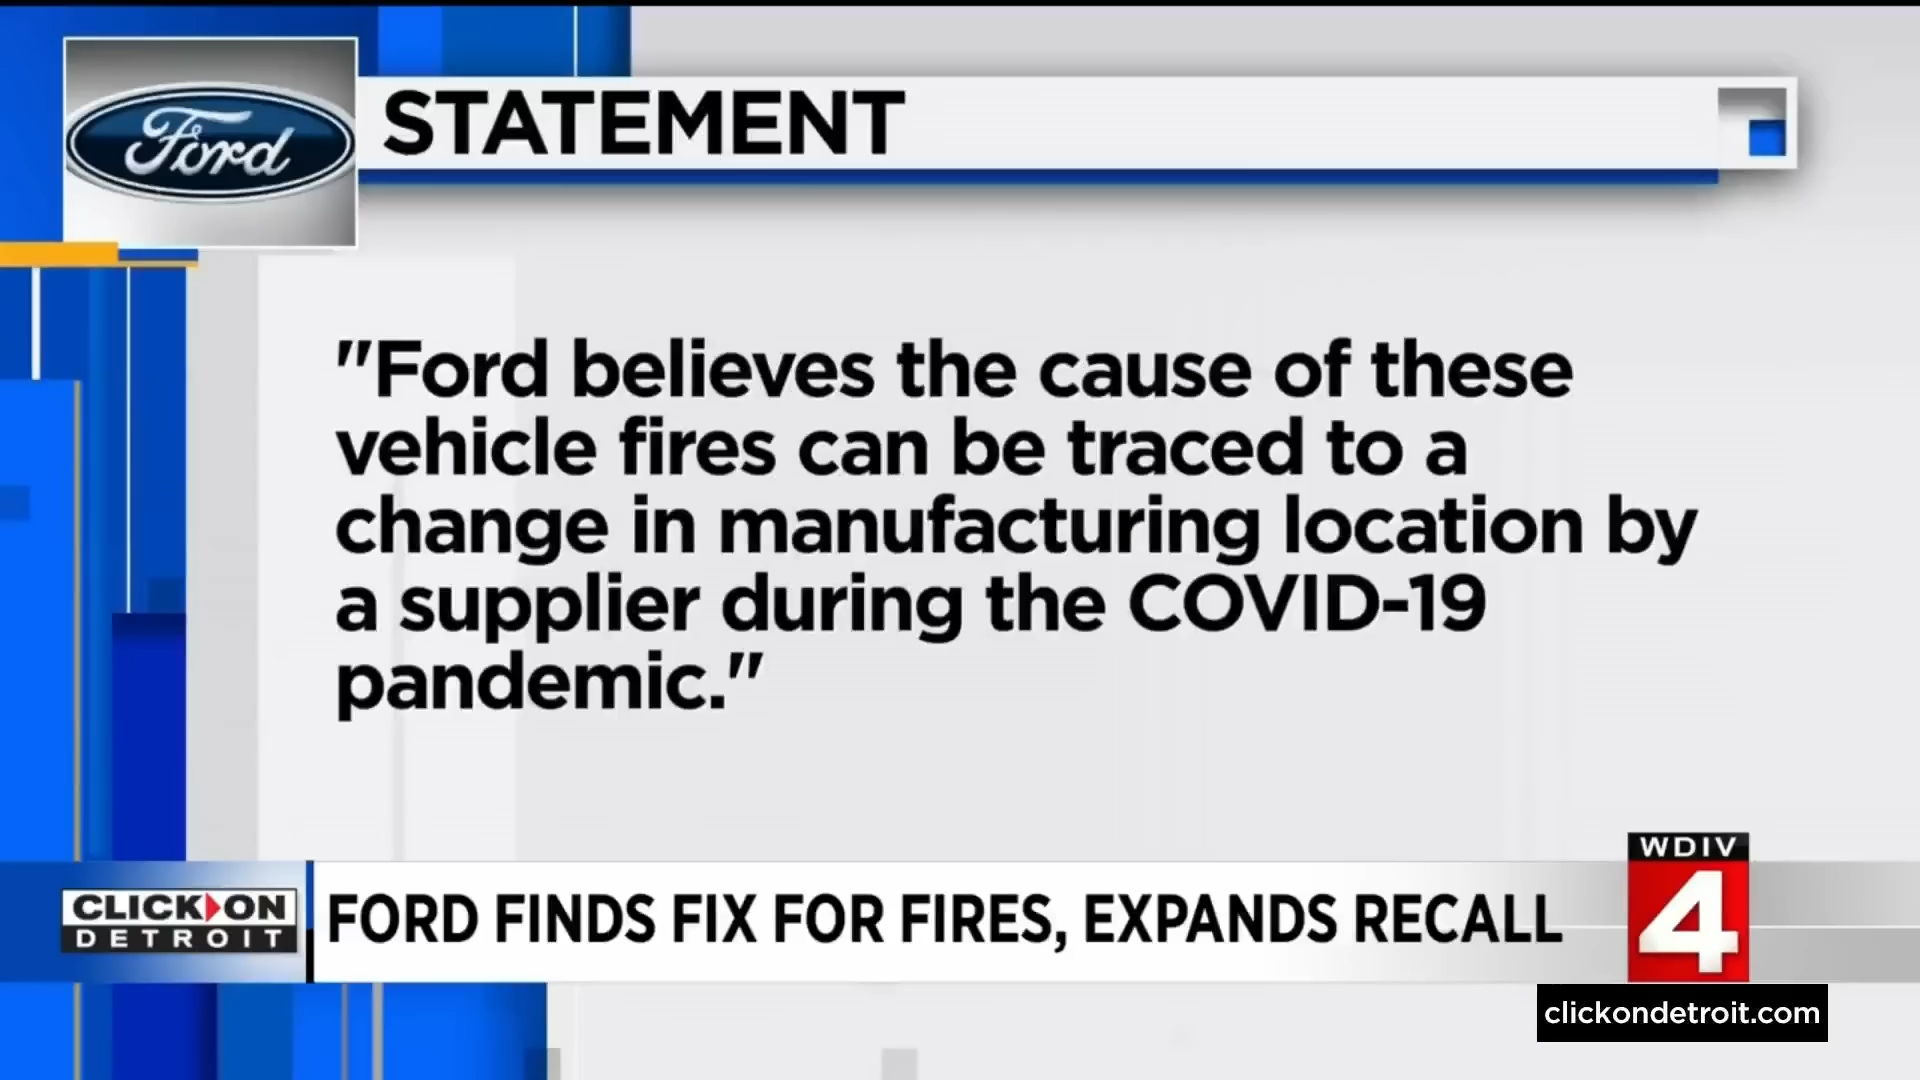 Ford
STATEMENT
"Ford believes the cause of these
vehicle fires can be traced to a
change in manufacturing location by
a supplier during the COVID-19
pandemic."
WDIV
4
CLICK ON
DETROIT
FORD FINDS FIX FOR FIRES, EXPANDS RECALL
clickondetroit.com